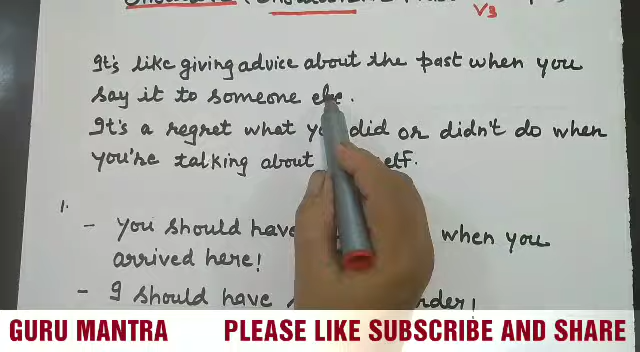 V3
It's like giving advice about the past when you
say it to someone else.
It's a regret what you did or didn't do when
you're talking about
1.
- You should have when you
arrived here!
- I should have
GURU MANTRA PLEASE LIKE SUBSCRIBE AND SHARE